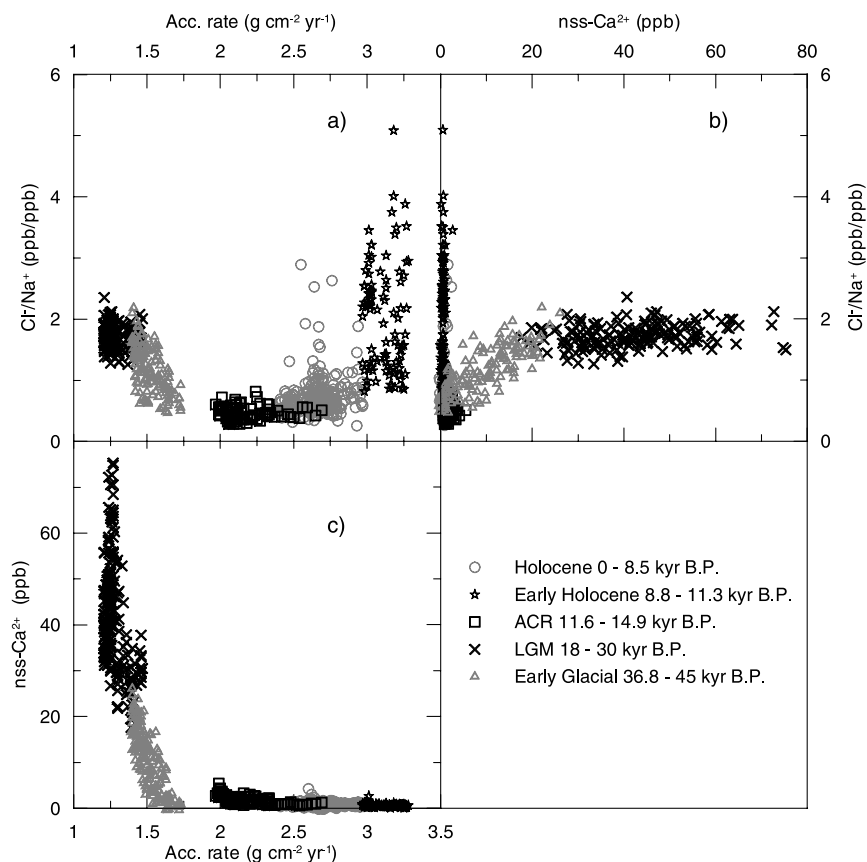 Acc. rate (g cm⁻² yr⁻¹)
nss-Ca²⁺ (ppb)
1 1.5 2 2.5 3 3.5
0 20 40 60 80
6
4
2
0
Cl⁻/Na⁺ (ppb/ppb)
a)
b)
6
4
2
0
Cl⁻/Na⁺ (ppb/ppb)
60
40
20
0
nss-Ca²⁺ (ppb)
c)
Holocene 0 - 8.5 kyr B.P.
Early Holocene 8.8 - 11.3 kyr B.P.
ACR 11.6 - 14.9 kyr B.P.
LGM 18 - 30 kyr B.P.
Early Glacial 36.8 - 45 kyr B.P.
1 1.5 2 2.5 3 3.5
Acc. rate (g cm⁻² yr⁻¹)